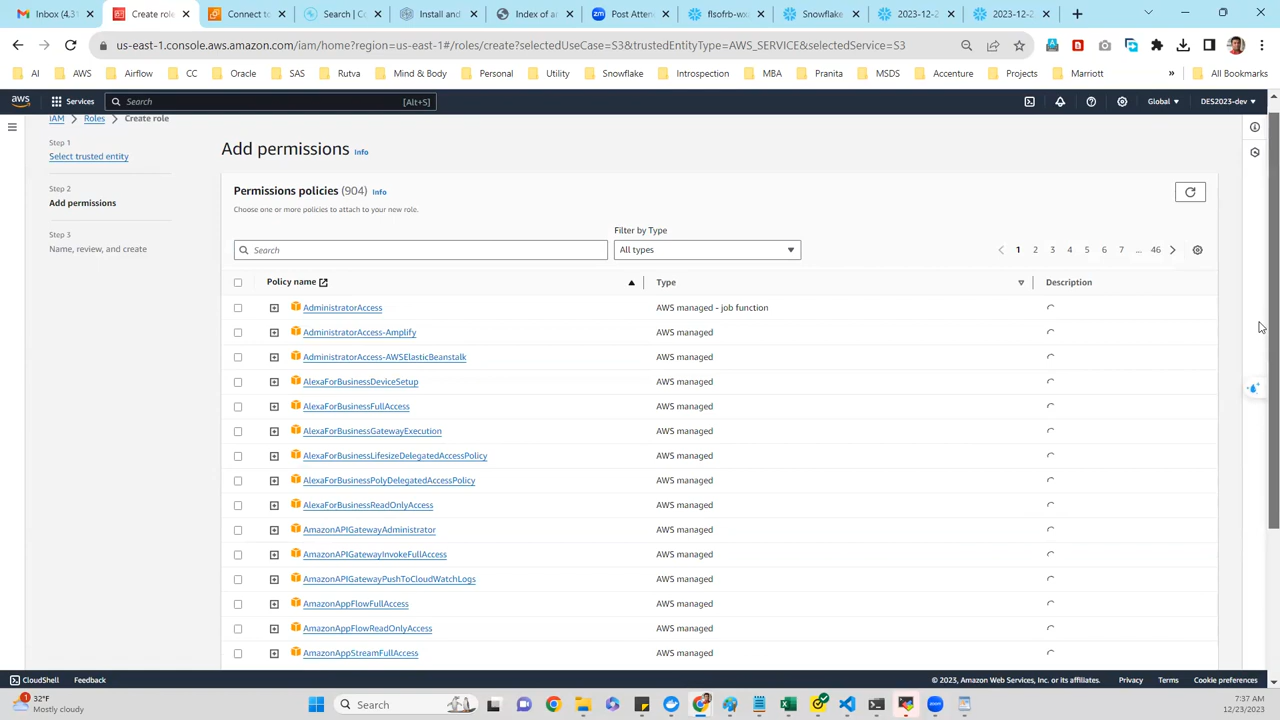 Inbox (4,3
Create role
Connect to
Search | C
Install and
Index of a
Post Atten
flsofrb-wx
Snowflake
2023-12-2
2023-12-2
us-east-1.console.aws.amazon.com/iam/home?region=us-east-1#/roles/create?selectedUseCase=S3&trustedEntityType=AWS_SERVICE&selectedService=S3
AI
AWS
Airflow
CC
Oracle
SAS
Rutva
Mind & Body
Personal
Utility
Snowflake
Introspection
MBA
Pranita
MSDS
Accenture
Projects
Marriott
»
All Bookmarks
aws
Services
Search
[Alt+S]
Global
DES2023-dev
IAM
Roles
Create role
Step 1
Select trusted entity
Step 2
Add permissions
Step 3
Name, review, and create
Add permissions Info
Permissions policies (904) Info
Choose one or more policies to attach to your new role.
Filter by Type
Search
All types
1 2 3 4 5 6 7 ... 46
Policy name
Type
Description
AdministratorAccess
AWS managed - job function
AdministratorAccess-Amplify
AWS managed
AdministratorAccess-AWSElasticBeanstalk
AWS managed
AlexaForBusinessDeviceSetup
AWS managed
AlexaForBusinessFullAccess
AWS managed
AlexaForBusinessGatewayExecution
AWS managed
AlexaForBusinessLifesizeDelegatedAccessPolicy
AWS managed
AlexaForBusinessPolyDelegatedAccessPolicy
AWS managed
AlexaForBusinessReadOnlyAccess
AWS managed
AmazonAPIGatewayAdministrator
AWS managed
AmazonAPIGatewayInvokeFullAccess
AWS managed
AmazonAPIGatewayPushToCloudWatchLogs
AWS managed
AmazonAppFlowFullAccess
AWS managed
AmazonAppFlowReadOnlyAccess
AWS managed
AmazonAppStreamFullAccess
AWS managed
CloudShell
Feedback
© 2023, Amazon Web Services, Inc. or its affiliates.
Privacy
Terms
Cookie preferences
1
32°F
Mostly cloudy
Search
7:37 AM
12/23/2023